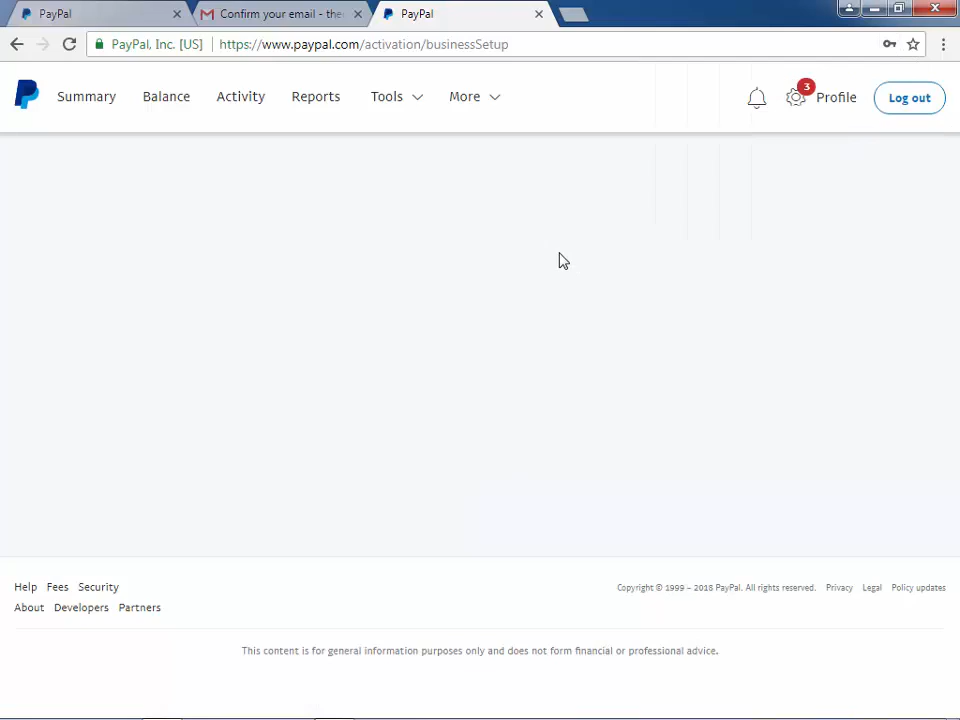 PayPal
Confirm your email - the
PayPal
PayPal, Inc. [US]
https://www.paypal.com/activation/businessSetup
Summary
Balance
Activity
Reports
Tools
More
3
Profile
Log out
Help Fees Security
Copyright © 1999 – 2018 PayPal. All rights reserved. Privacy Legal Policy updates
About Developers Partners
This content is for general information purposes only and does not form financial or professional advice.